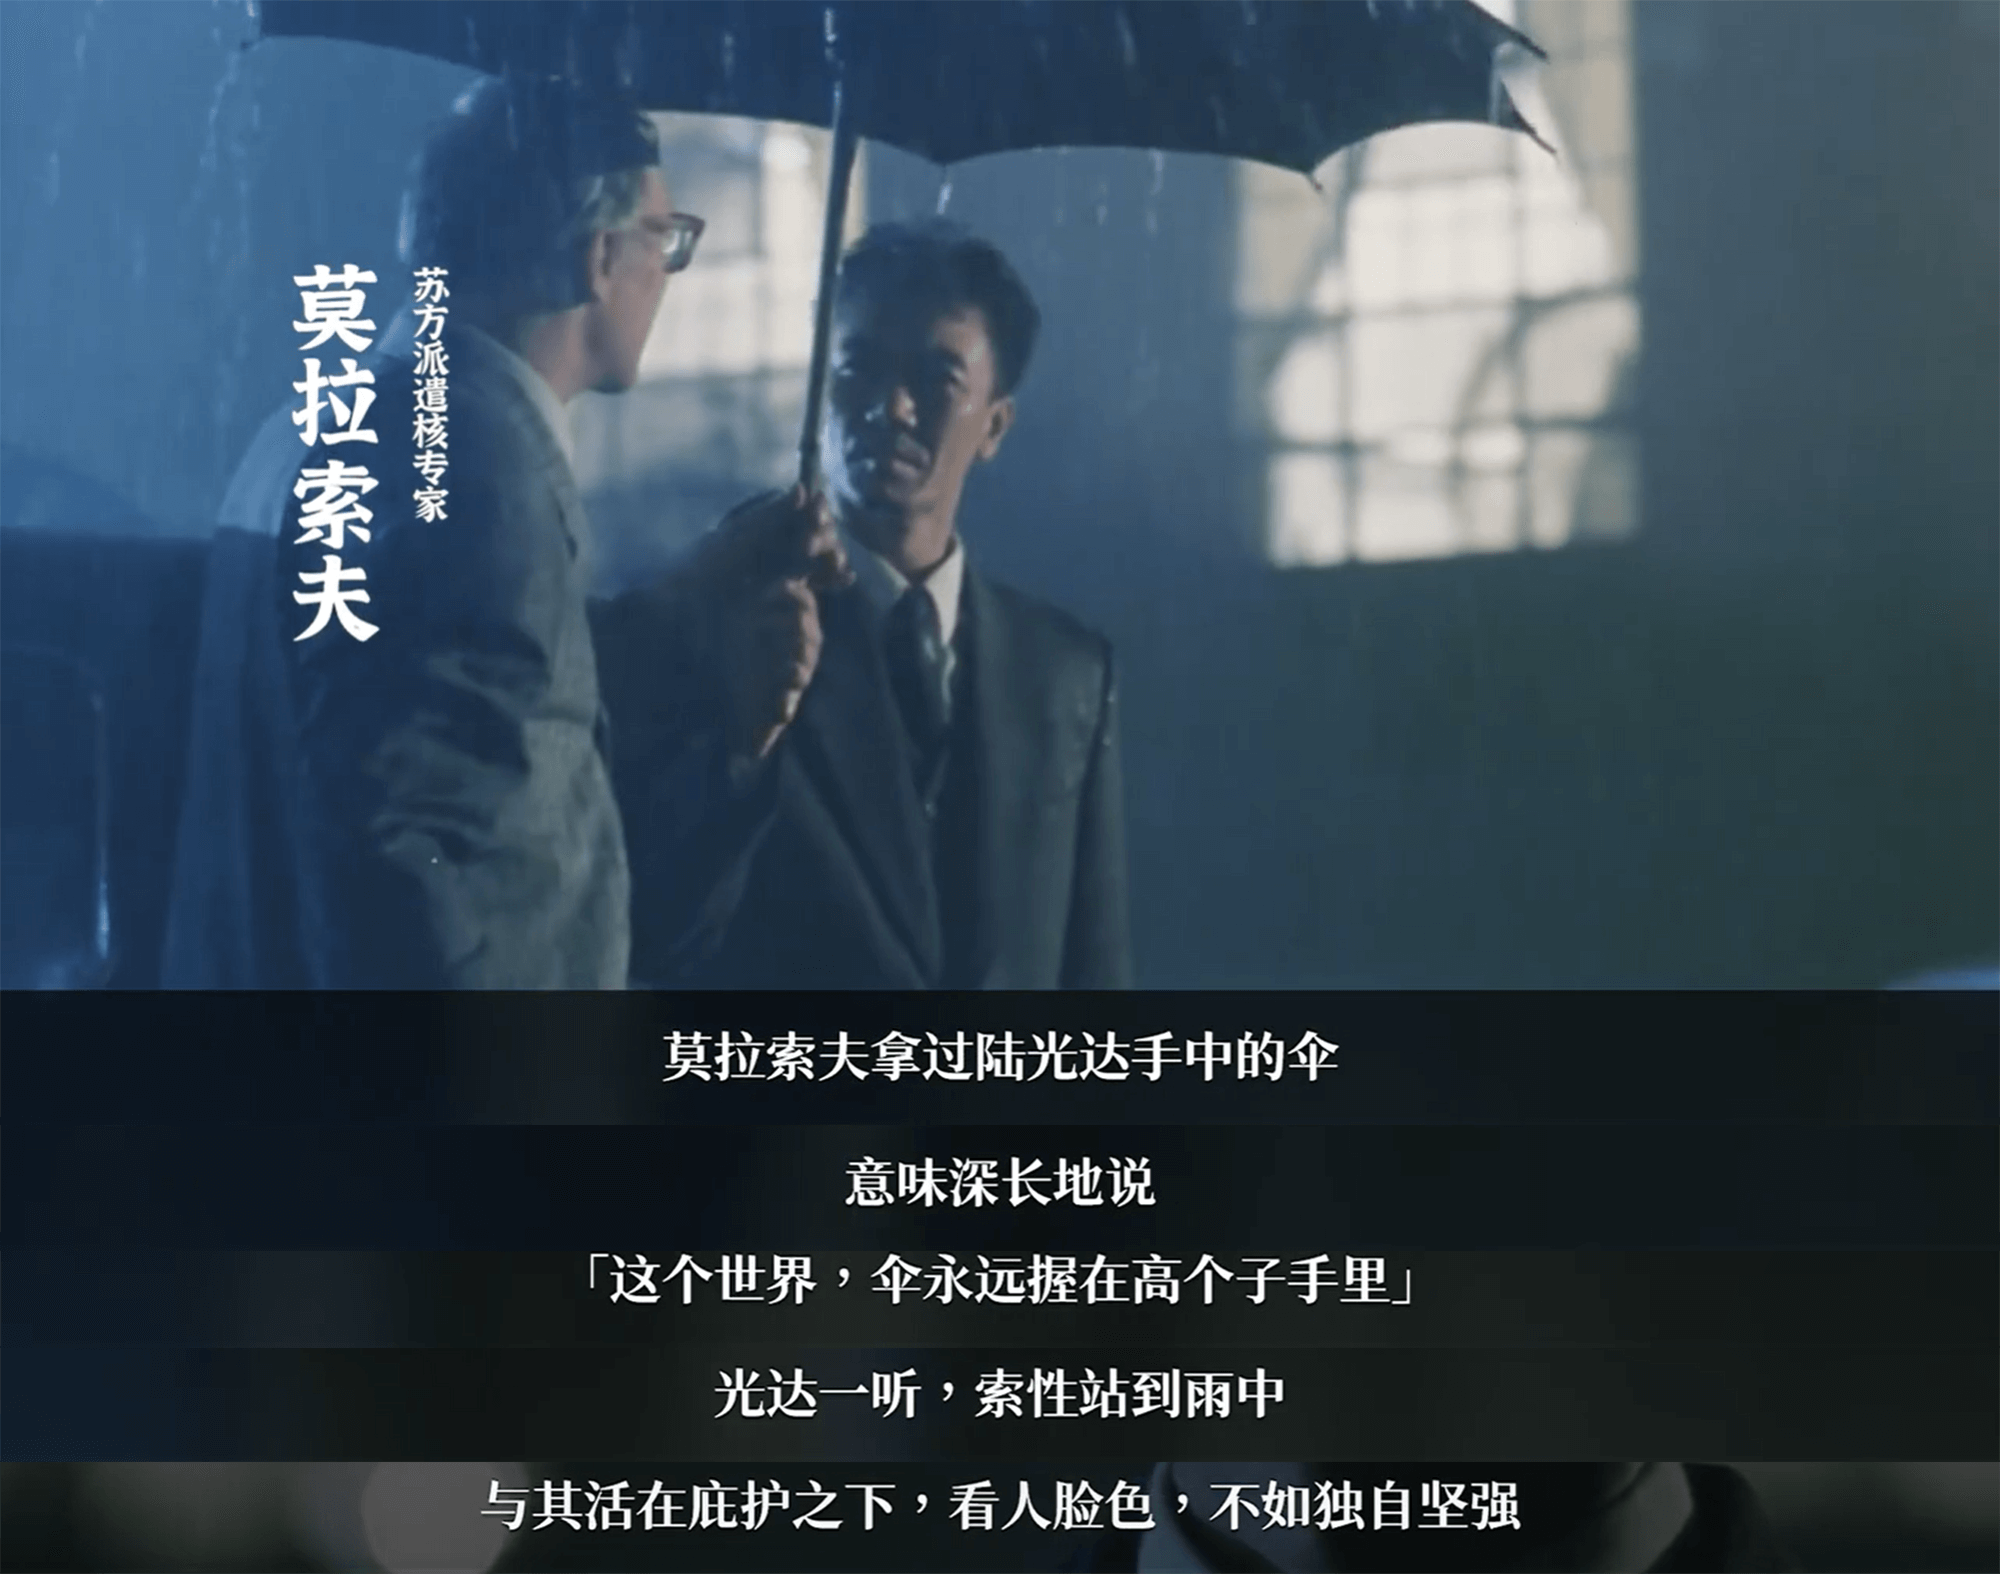 苏方派遣核专家
莫拉索夫
莫拉索夫拿过陆光达手中的伞
意味深长地说
「这个世界，伞永远握在高个子手里」
光达一听，索性站到雨中
与其活在庇护之下，看人脸色，不如独自坚强